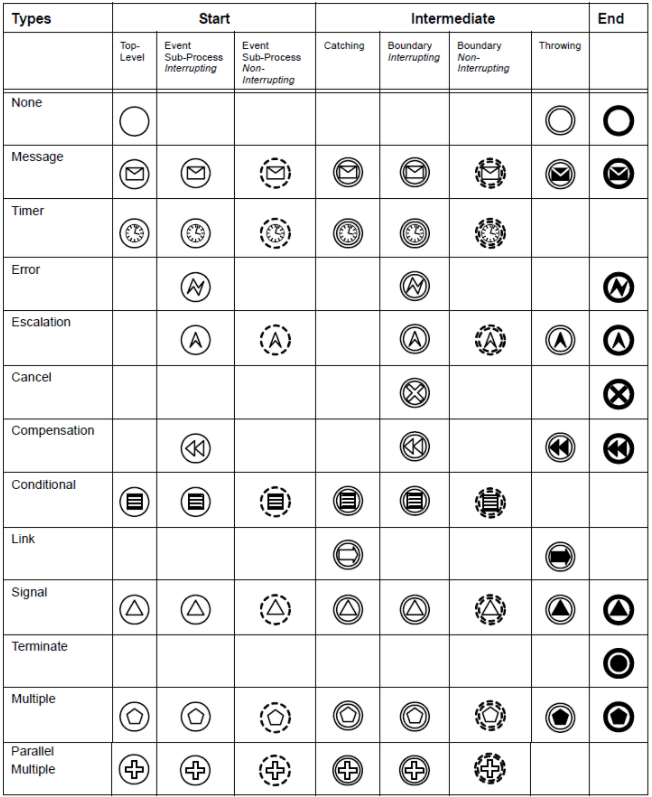 Types
Start
Intermediate
End
Top-
Level
Event
Sub-Process
Interrupting
Event
Sub-Process
Non-
Interrupting
Catching
Boundary
Interrupting
Boundary
Non-
Interrupting
Throwing
None
Message
Timer
Error
Escalation
Cancel
Compensation
Conditional
Link
Signal
Terminate
Multiple
Parallel
Multiple